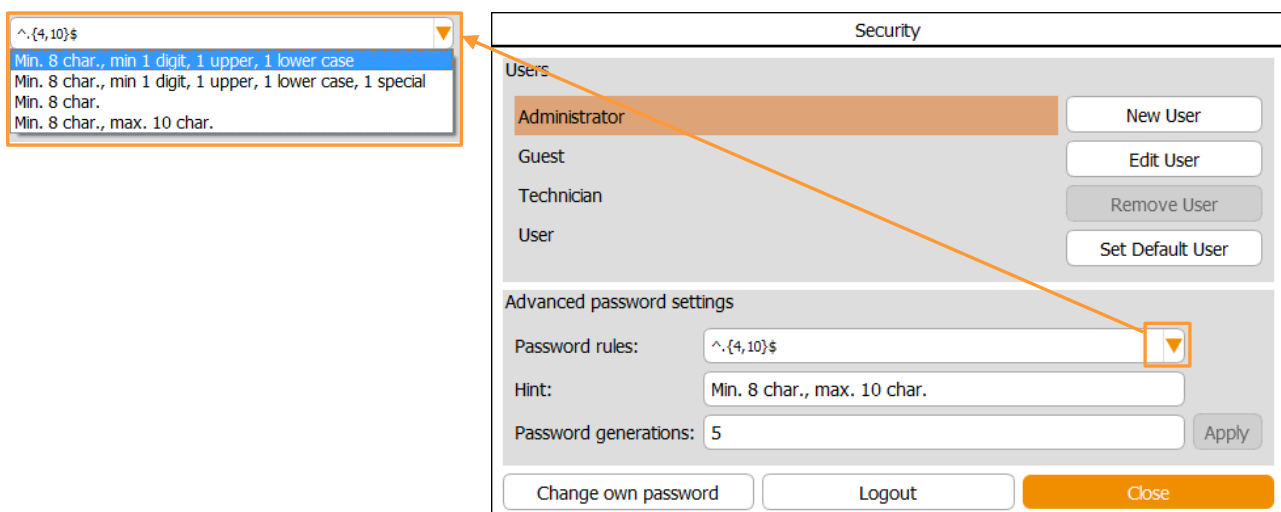 ^.{4,10}$
Min. 8 char., min 1 digit, 1 upper, 1 lower case
Min. 8 char., min 1 digit, 1 upper, 1 lower case, 1 special
Min. 8 char.
Min. 8 char., max. 10 char.
Security
Users
Administrator
New User
Guest
Edit User
Technician
Remove User
User
Set Default User
Advanced password settings
Password rules: ^.{4,10}$
Hint: Min. 8 char., max. 10 char.
Password generations: 5 Apply
Change own password Logout Close